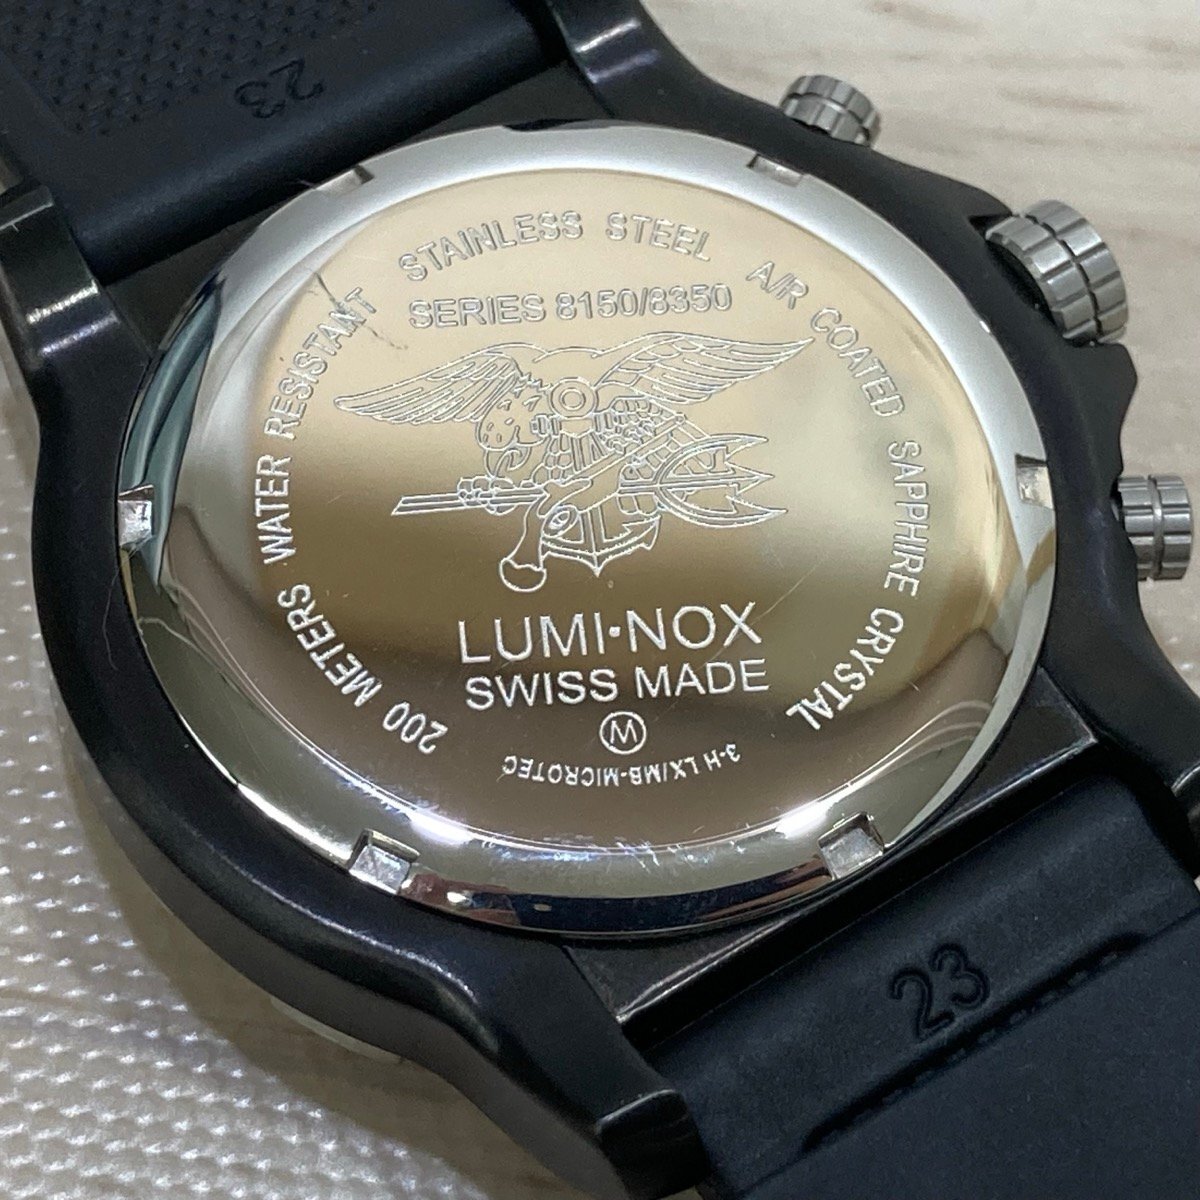 200 METERS WATER RESISTANT STAINLESS STEEL A/R COATED SAPPHIRE CRYSTAL
SERIES 8150/8350
LUMI·NOX
SWISS MADE
M
3-H LX/MB-MICROTEC
23
23